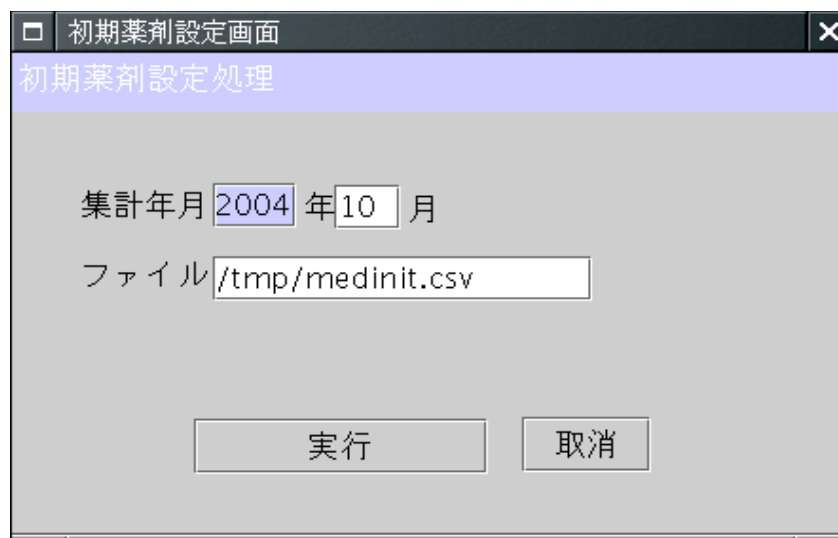 初期薬剤設定画面
初期薬剤設定処理
集計年月 2004 年 10 月
ファイル /tmp/medinit.csv
実行 取消